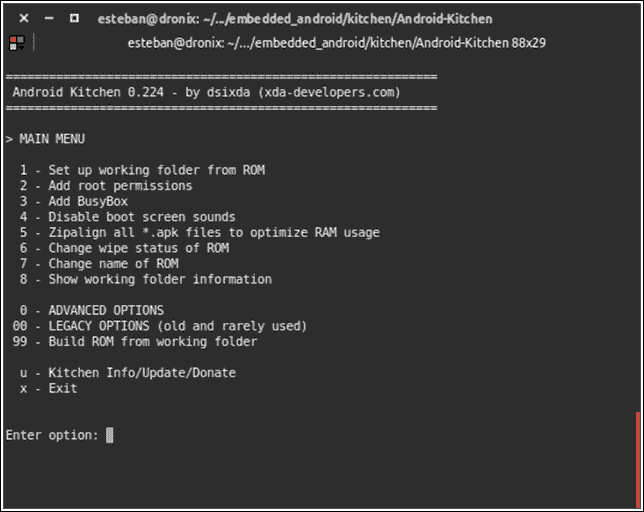 esteban@dronix: ~/.../embedded_android/kitchen/Android-Kitchen
esteban@dronix: ~/.../embedded_android/kitchen/Android-Kitchen 88x29
============================================================
Android Kitchen 0.224 - by dsixda (xda-developers.com)
============================================================
> MAIN MENU
1 - Set up working folder from ROM
2 - Add root permissions
3 - Add BusyBox
4 - Disable boot screen sounds
5 - Zipalign all *.apk files to optimize RAM usage
6 - Change wipe status of ROM
7 - Change name of ROM
8 - Show working folder information
0 - ADVANCED OPTIONS
00 - LEGACY OPTIONS (old and rarely used)
99 - Build ROM from working folder
u - Kitchen Info/Update/Donate
x - Exit
Enter option: